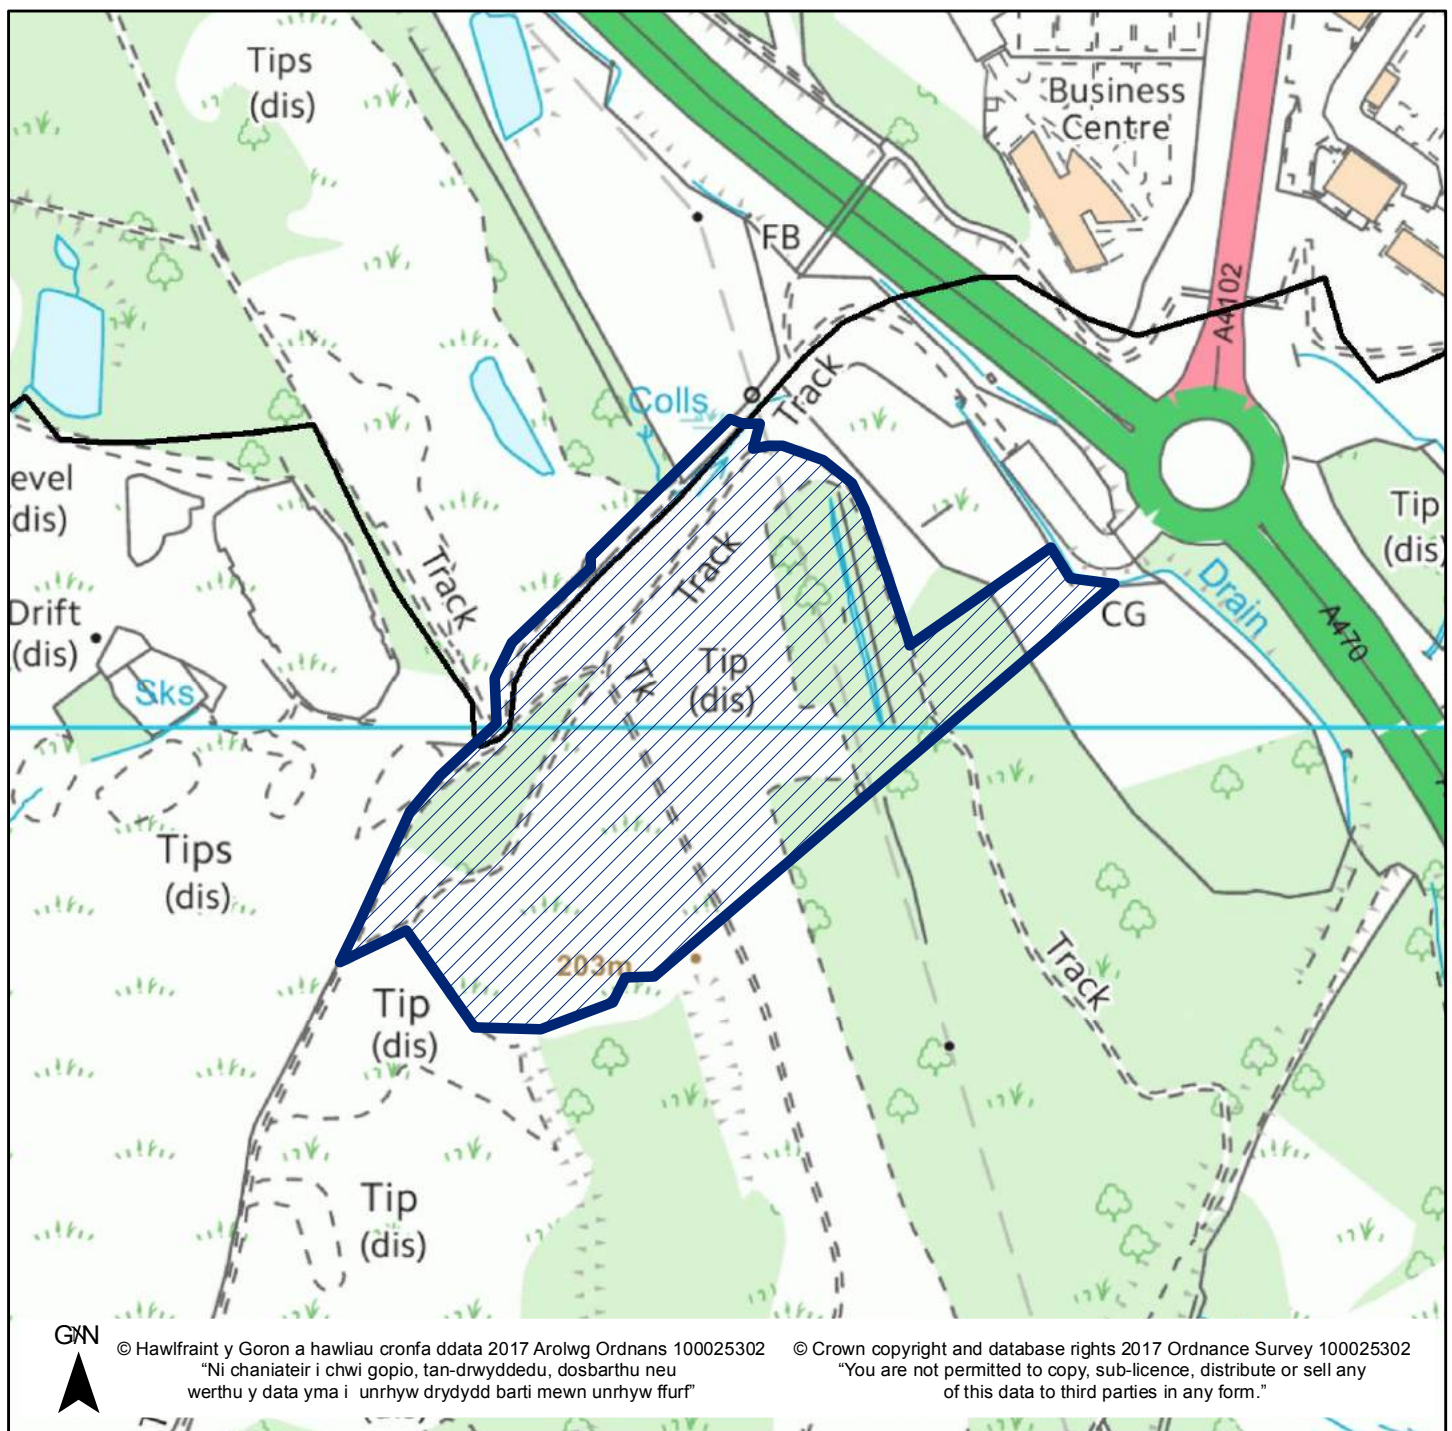 Tips
(dis)
Business
Centre
FB
A4102
Colls
Track
evel
dis)
Track
Track
Tip
(dis)
Drift
(dis)
Sks
Tk
Tip
(dis)
CG
Drain
A470
Tips
(dis)
203m
Tip
(dis)
Track
Tip
(dis)
G/N
© Hawlfraint y Goron a hawliau cronfa ddata 2017 Arolwg Ordnans 100025302
“Ni chaniateir i chwi gopio, tan-drwyddedu, dosbarthu neu
werthu y data yma i unrhyw drydydd barti mewn unrhyw ffurf”
© Crown copyright and database rights 2017 Ordnance Survey 100025302
“You are not permitted to copy, sub-licence, distribute or sell any
of this data to third parties in any form.”